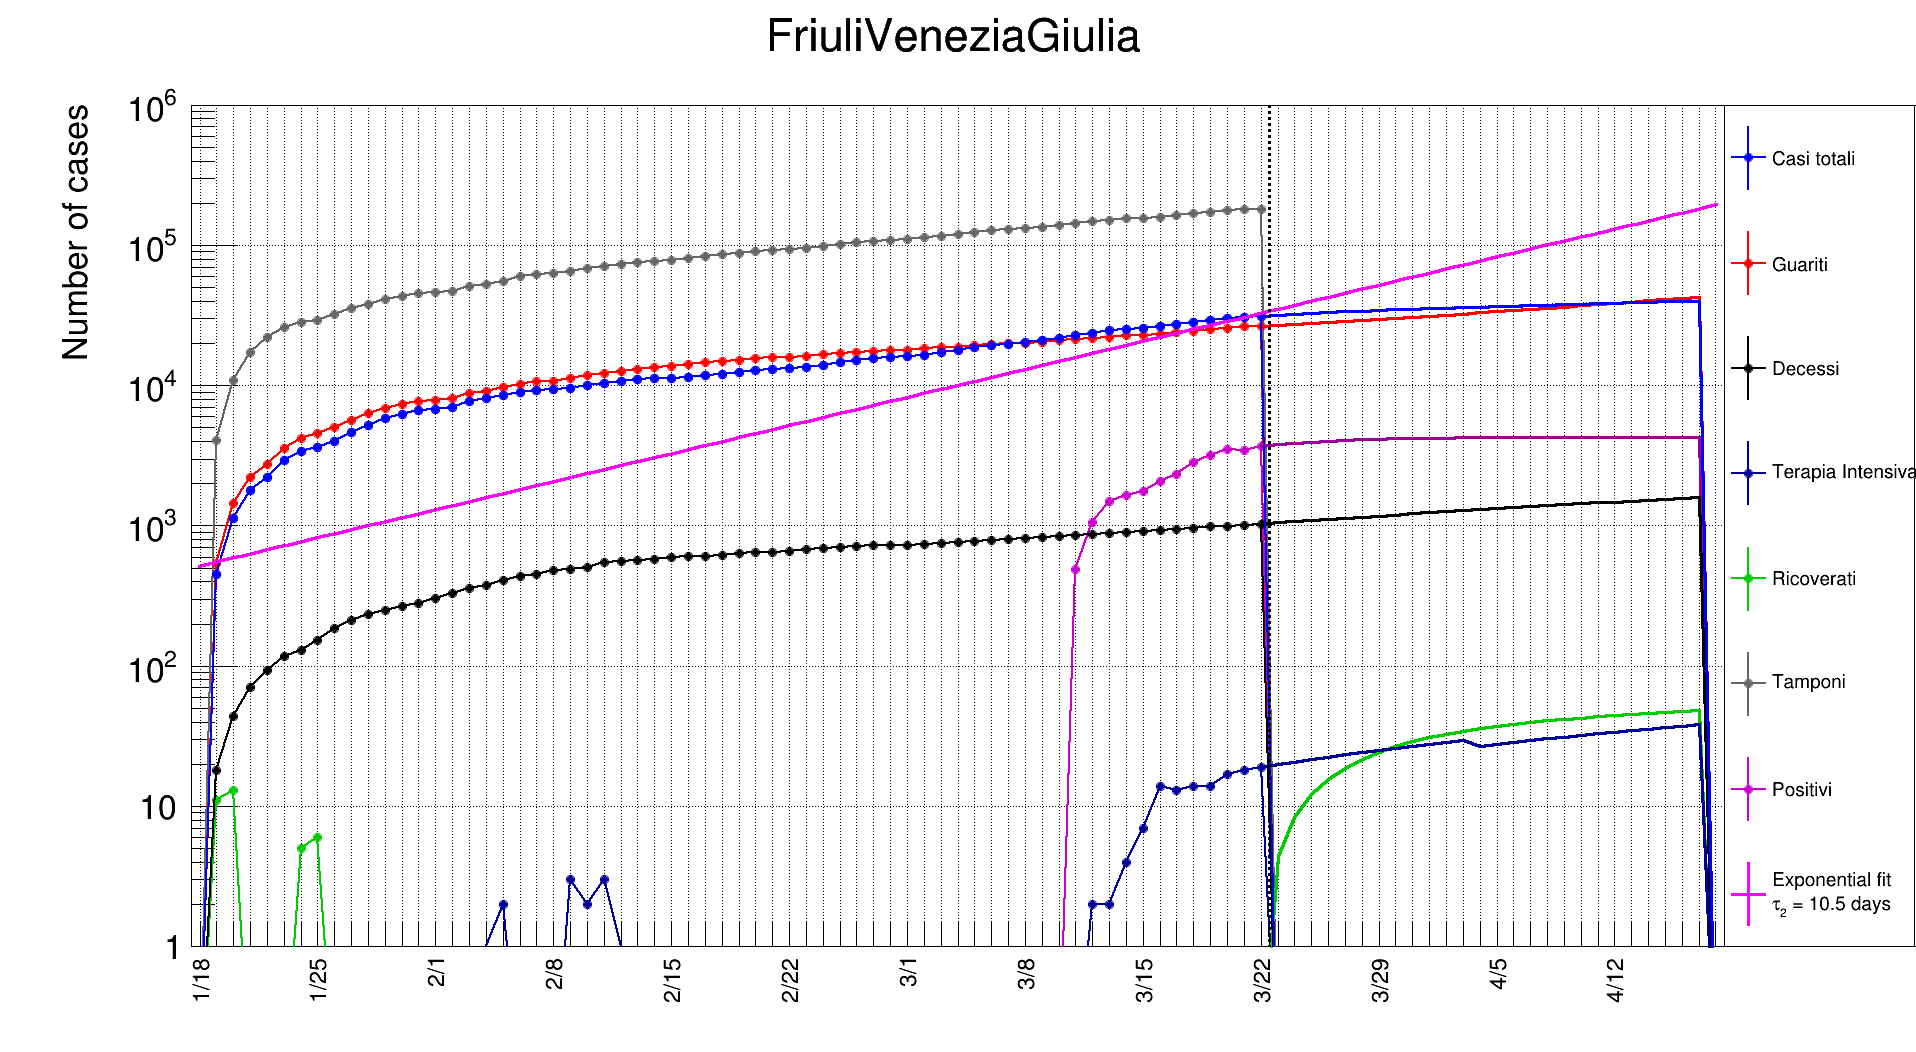 FriuliVeneziaGiulia
Number of cases
10^6
10^5
10^4
10^3
10^2
10
1
1/18
1/25
2/1
2/8
2/15
2/22
3/1
3/8
3/15
3/22
3/29
4/5
4/12
Casi totali
Guariti
Decessi
Terapia Intensiva
Ricoverati
Tamponi
Positivi
Exponential fit
τ_2 = 10.5 days